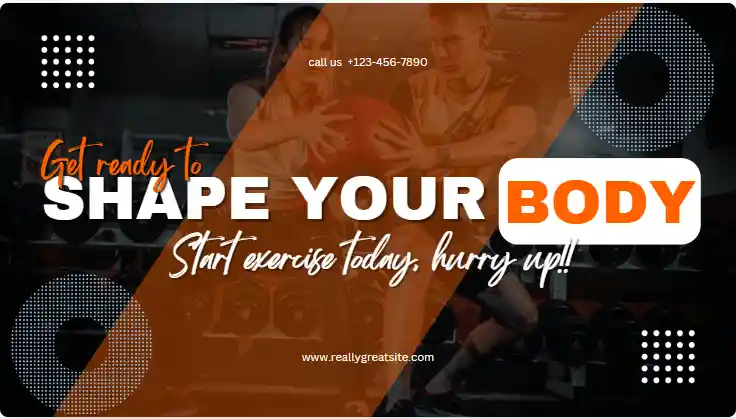 call us +123-456-7890
Get ready to
SHAPE YOUR BODY
Start exercise today, hurry up!!
www.reallygreatsite.com